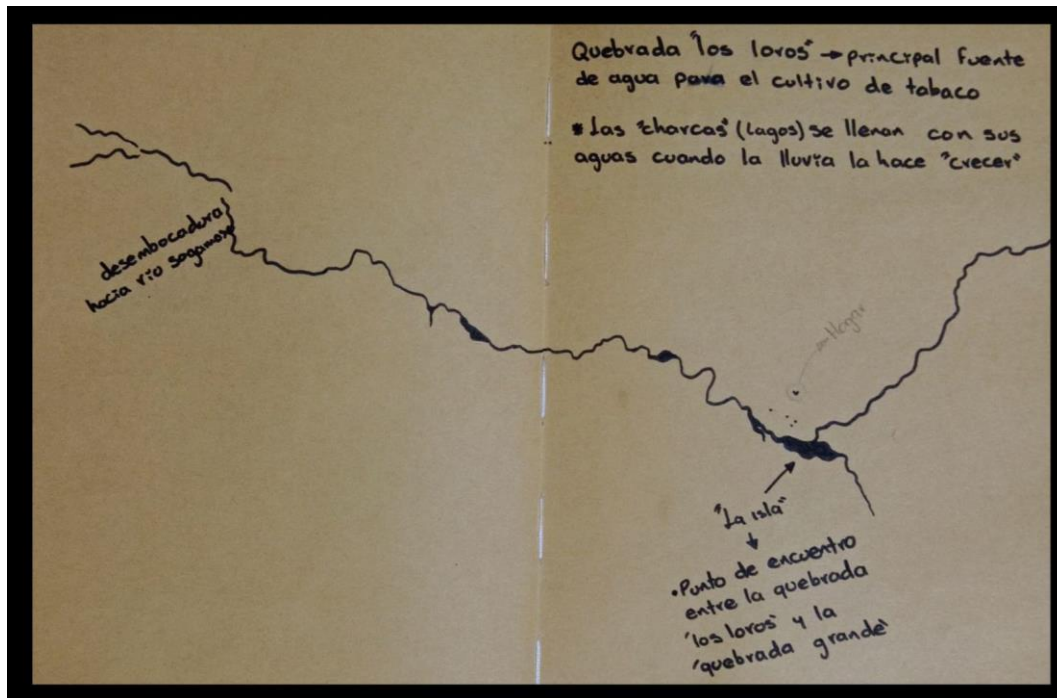 Quebrada "los loros" → principal fuente
de agua para el cultivo de tabaco
* Las "charcas" (Lagos) se llenan con sus
aguas cuando la lluvia la hace "crecer"
desembocadura
hacia río sogamoso
Hogar
"La isla"
• Punto de encuentro
entre la quebrada
"los loros" y la
"quebrada grande"